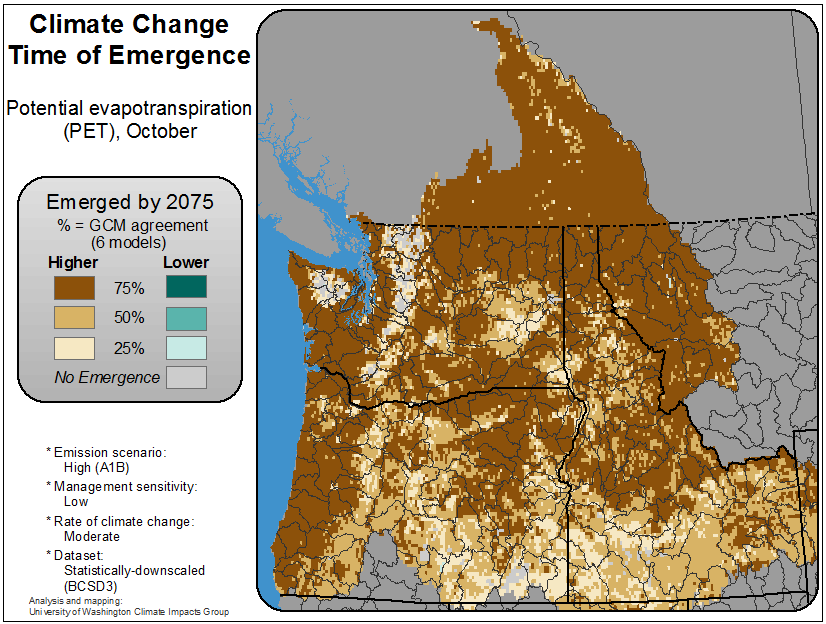 Climate Change
Time of Emergence
Potential evapotranspiration
(PET), October
Emerged by 2075
% = GCM agreement
(6 models)
Higher Lower
75%
50%
25%
No Emergence
* Emission scenario:
High (A1B)
* Management sensitivity:
Low
* Rate of climate change:
Moderate
* Dataset:
Statistically-downscaled
(BCSD3)
Analysis and mapping:
University of Washington Climate Impacts Group